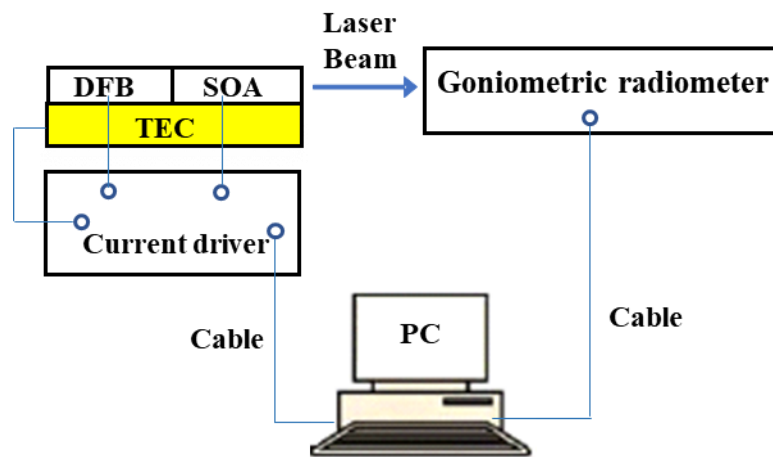 Laser
Beam
DFB
SOA
TEC
Goniometric radiometer
Current driver
Cable
PC
Cable